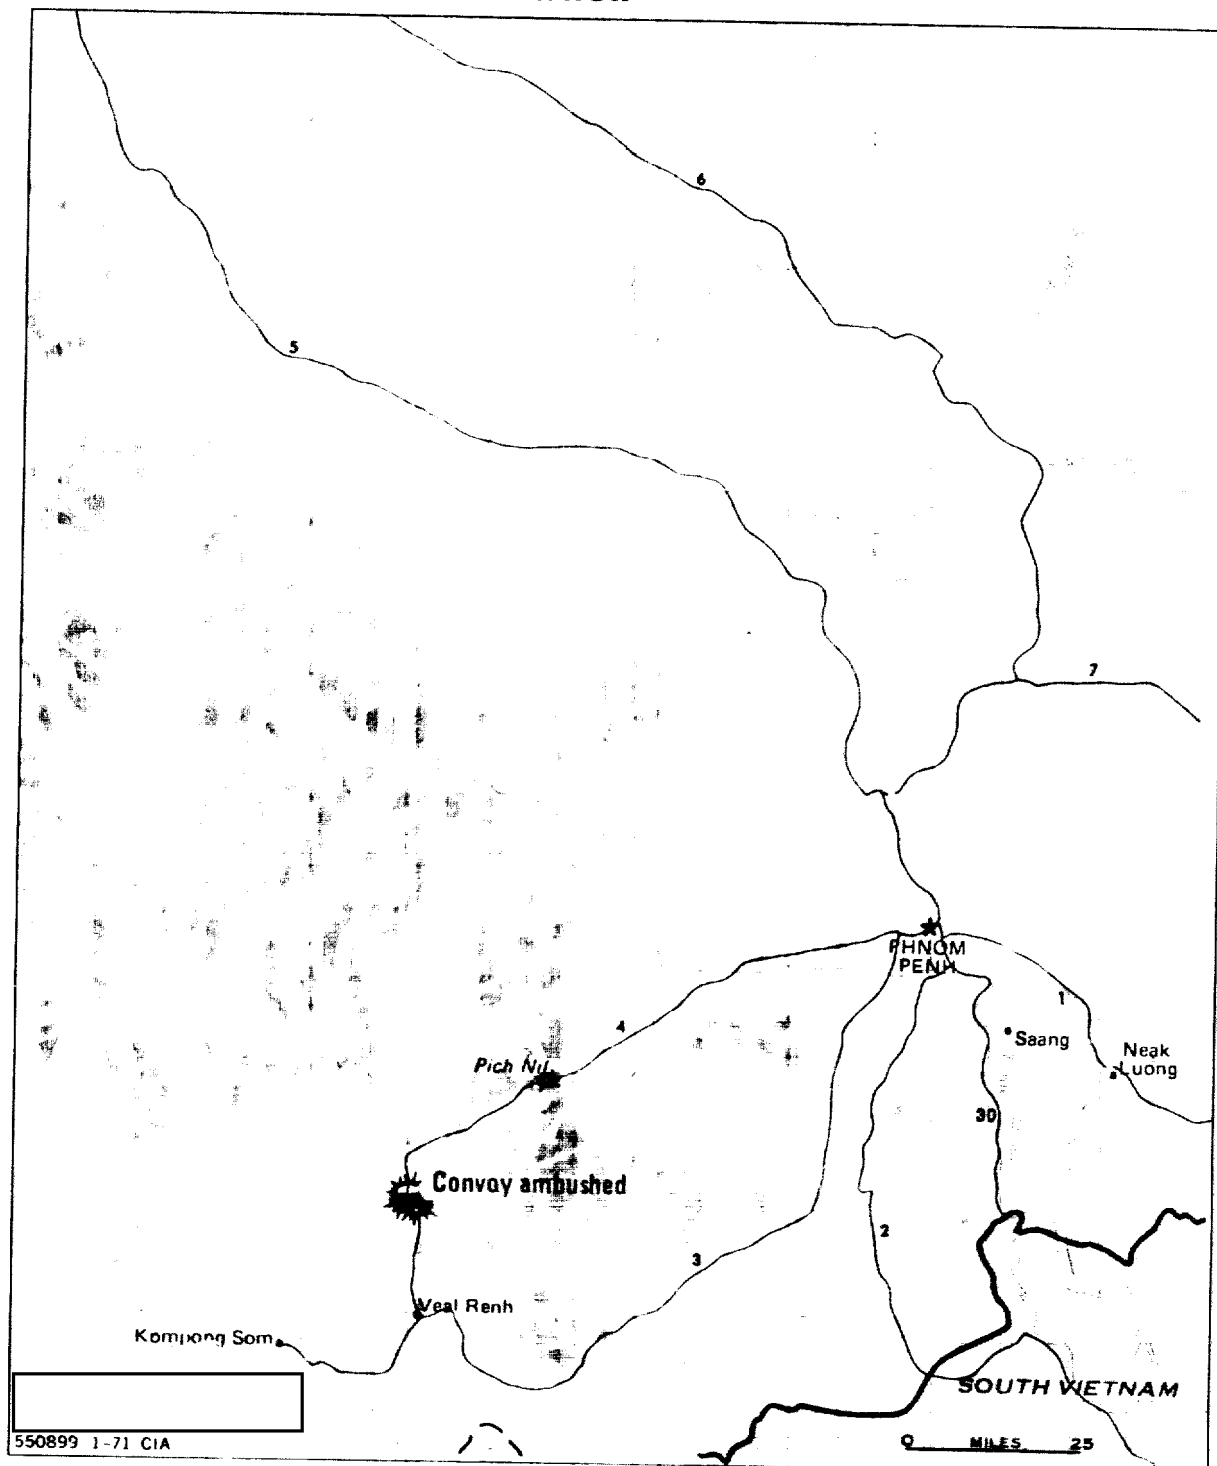 6
5
7
PHNOM
PENH
1
4
Saang
Neak
Luong
Pich Nil
30
Convoy ambushed
2
3
Veal Renh
Kompong Som
SOUTH VIETNAM
550899 1-71 CIA
0 MILES 25